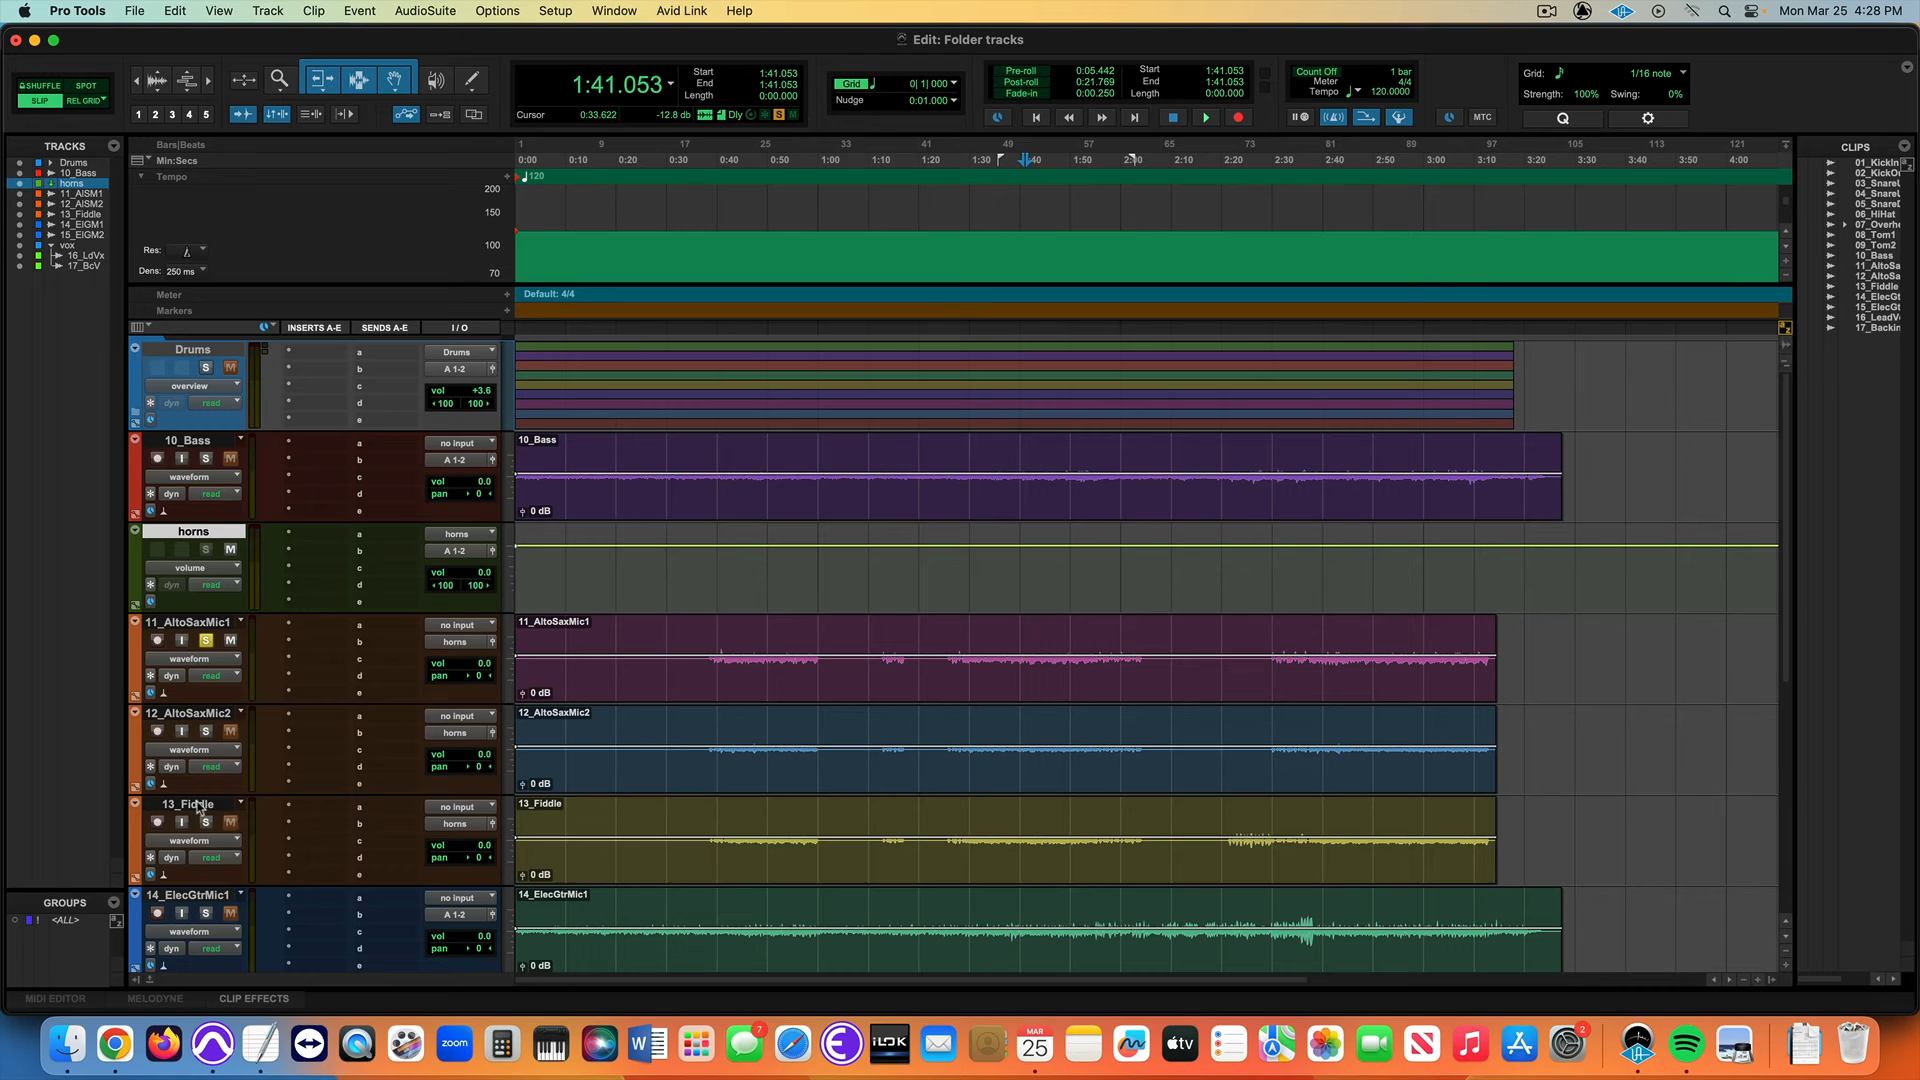 Pro Tools File Edit View Track Clip Event AudioSuite Options Setup Window Avid Link Help Mon Mar 25 4:28 PM
Edit: Folder tracks
SHUFFLE SPOT
SLIP REL GRID
1 2 3 4 5
1:41.053
Start 1:41.053
End 1:41.053
Length 0:00.000
Cursor 0:33.622 -12.8 db Dly S M
Grid 0| 1| 000
Nudge 0:01.000
Pre-roll 0:05.442
Post-roll 0:21.769
Fade-in 0:00.250
Start 1:41.053
End 1:41.053
Length 0:00.000
Count Off 1 bar
Meter 4/4
Tempo 120.0000
MTC
Grid: 1/16 note
Strength: 100% Swing: 0%
Q
TRACKS
Drums
10_Bass
horns
11_AlSM1
12_AlSM2
13_Fiddle
14_ElGM1
15_ElGM2
vox
16_LdVx
17_BcV
GROUPS
! <ALL>
Bars|Beats 1 9 17 25 33 41 49 57 65 73 81 89 97 105 113 121
Min:Secs 0:00 0:10 0:20 0:30 0:40 0:50 1:00 1:10 1:20 1:30 1:50 2:10 2:20 2:30 2:40 2:50 3:00 3:10 3:20 3:30 3:40 3:50 4:00
Tempo 120
200
150
100
70
Res:
Dens: 250 ms
Meter Default: 4/4
Markers
INSERTS A-E SENDS A-E I / O
Drums
S M
overview
dyn read
a b c d e
Drums
A 1-2
vol +3.6
100 100
10_Bass
I S M
waveform
dyn read
a b c d e
no input
A 1-2
vol 0.0
pan 0
10_Bass
0 dB
horns
S M
volume
dyn read
a b c d e
horns
A 1-2
vol 0.0
100 100
11_AltoSaxMic1
I S M
waveform
dyn read
a b c d e
no input
horns
vol 0.0
pan 0
11_AltoSaxMic1
0 dB
12_AltoSaxMic2
I S M
waveform
dyn read
a b c d e
no input
horns
vol 0.0
pan 0
12_AltoSaxMic2
0 dB
13_Fiddle
I S M
waveform
dyn read
a b c d e
no input
horns
vol 0.0
pan 0
13_Fiddle
0 dB
14_ElecGtrMic1
I S M
waveform
dyn read
a b c d e
no input
A 1-2
vol 0.0
pan 0
14_ElecGtrMic1
0 dB
CLIPS
01_KickIn
02_KickO
03_Snare
04_Snare
05_Snare
06_HiHat
07_Overhe
08_Tom1
09_Tom2
10_Bass
11_AltoSa
12_AltoSa
13_Fiddle
14_ElecGt
15_ElecGt
16_LeadV
17_Backin
MIDI EDITOR MELODYNE CLIP EFFECTS
zoom
W
7
iLOK
MAR
25
tv
2